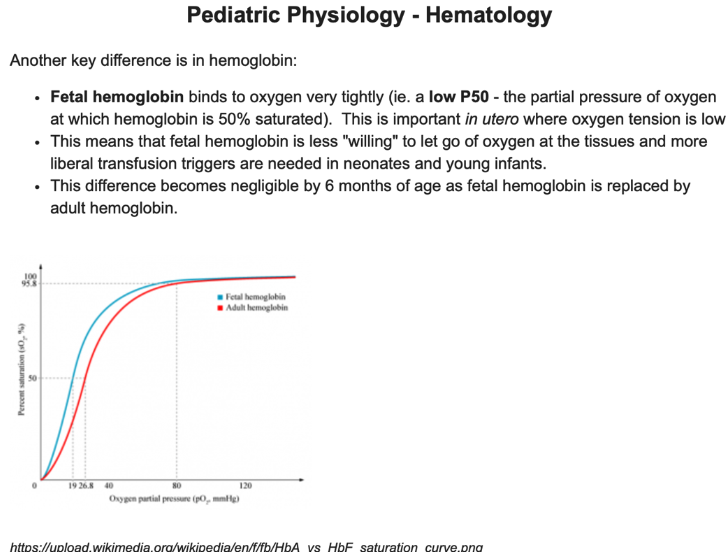 Pediatric Physiology - Hematology
Another key difference is in hemoglobin:
• Fetal hemoglobin binds to oxygen very tightly (ie. a low P50 - the partial pressure of oxygen
at which hemoglobin is 50% saturated).  This is important in utero where oxygen tension is low
• This means that fetal hemoglobin is less "willing" to let go of oxygen at the tissues and more
liberal transfusion triggers are needed in neonates and young infants.
• This difference becomes negligible by 6 months of age as fetal hemoglobin is replaced by
adult hemoglobin.
100
95.8
Fetal hemoglobin
Adult hemoglobin
Percent saturation (sO2, %)
50
0 19 26.8 40 80 120
Oxygen partial pressure (pO2, mmHg)
https://upload.wikimedia.org/wikipedia/en/f/fb/HbA_vs_HbF_saturation_curve.png